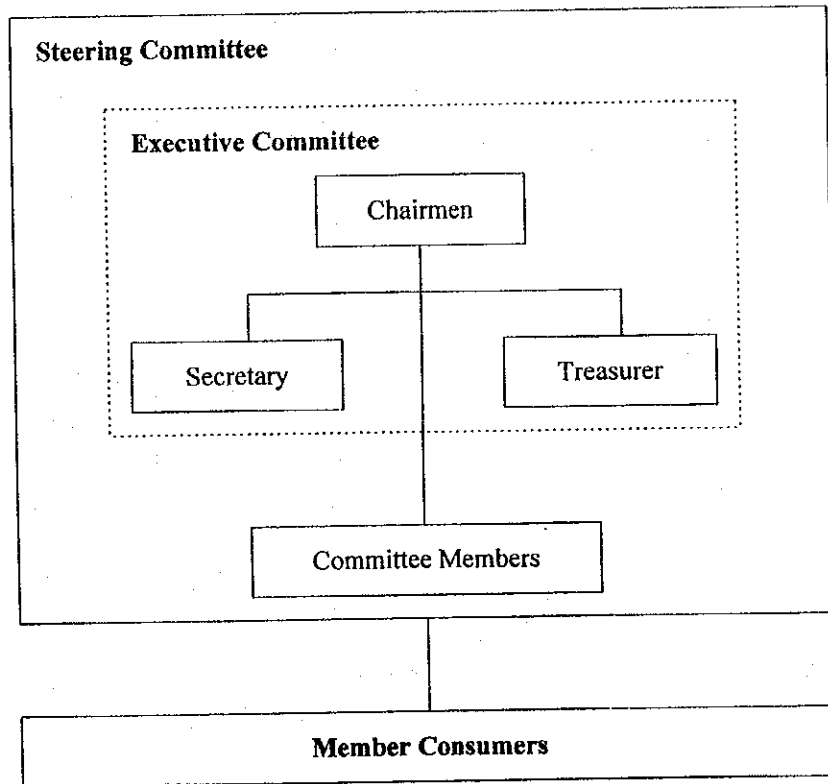 Steering Committee
Executive Committee
Chairmen
Secretary
Treasurer
Committee Members
Member Consumers